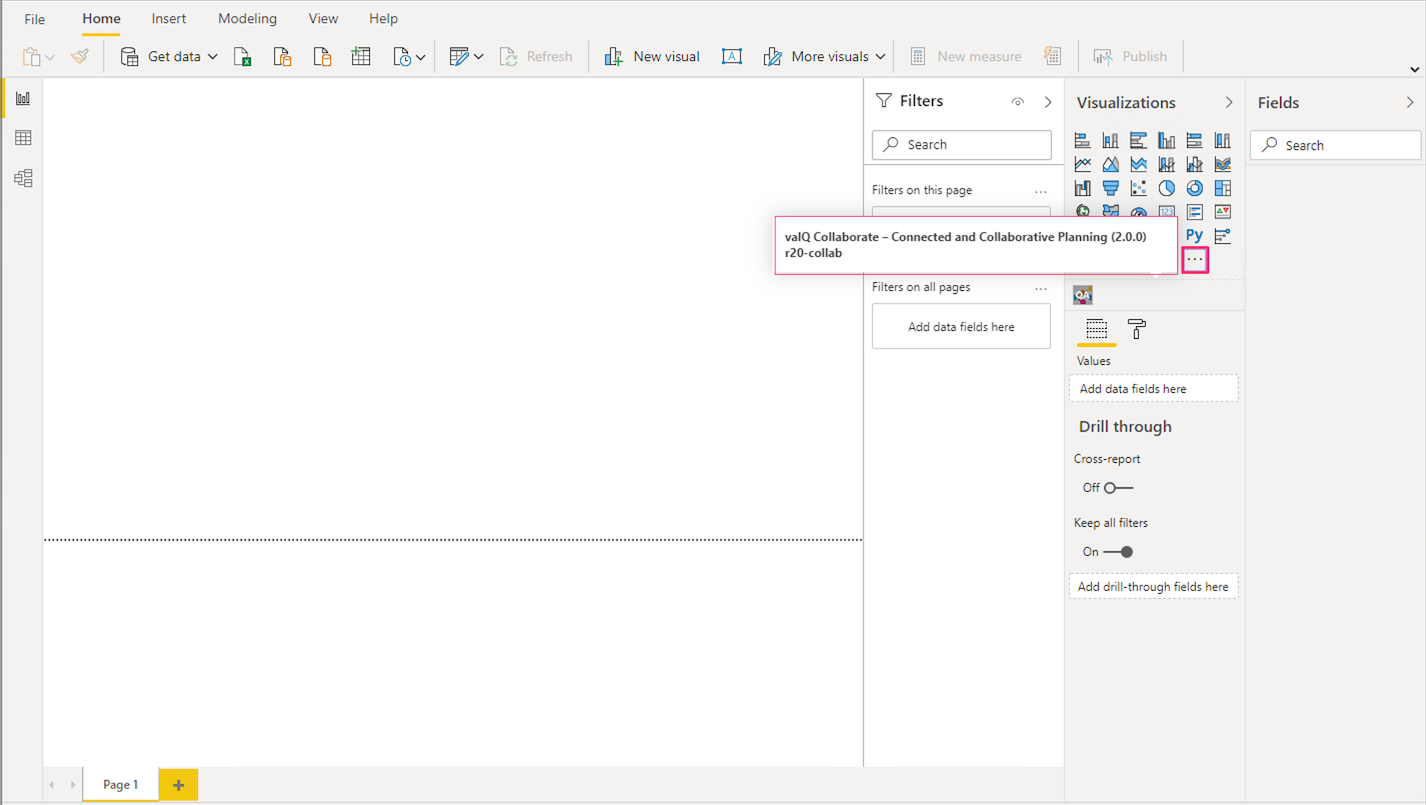 File Home Insert Modeling View Help
Get data Refresh New visual More visuals New measure Publish
Filters
Search
Filters on this page ...
Filters on all pages ...
Add data fields here
valQ Collaborate – Connected and Collaborative Planning (2.0.0)
r20-collab
Visualizations
123
Py
...
QA
Values
Add data fields here
Drill through
Cross-report
Off
Keep all filters
On
Add drill-through fields here
Fields
Search
Page 1 +